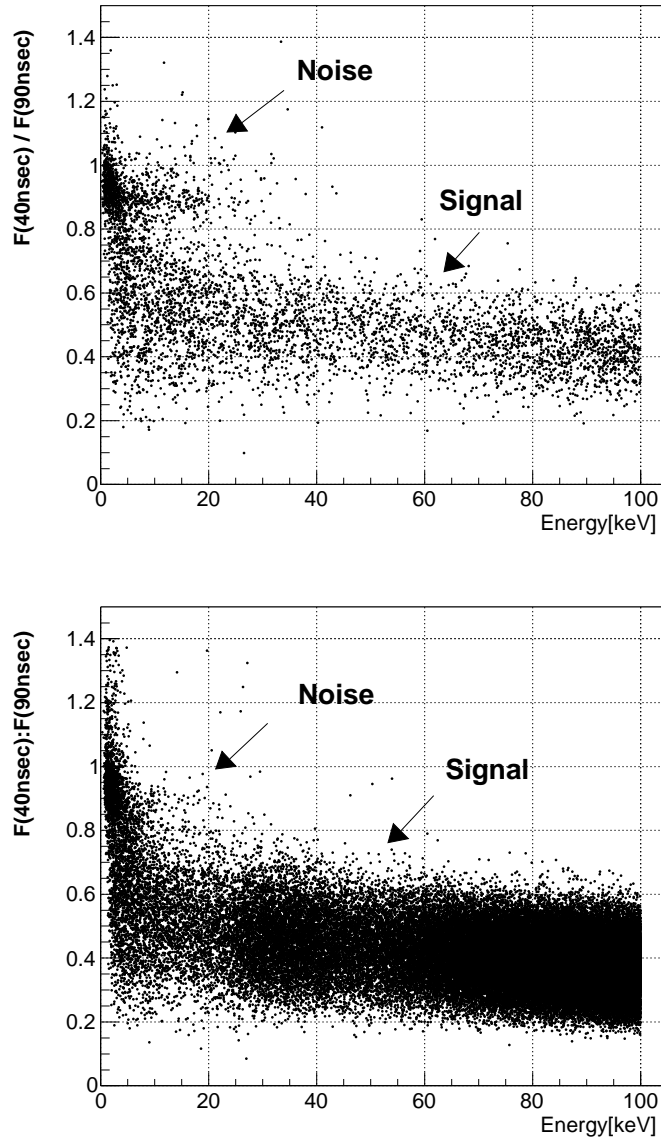 F(40nsec) / F(90nsec)
1.4
1.2
1
0.8
0.6
0.4
0.2
0
Noise
Signal
0 20 40 60 80 100
Energy[keV]
F(40nsec):F(90nsec)
1.4
1.2
1
0.8
0.6
0.4
0.2
0
Noise
Signal
0 20 40 60 80 100
Energy[keV]